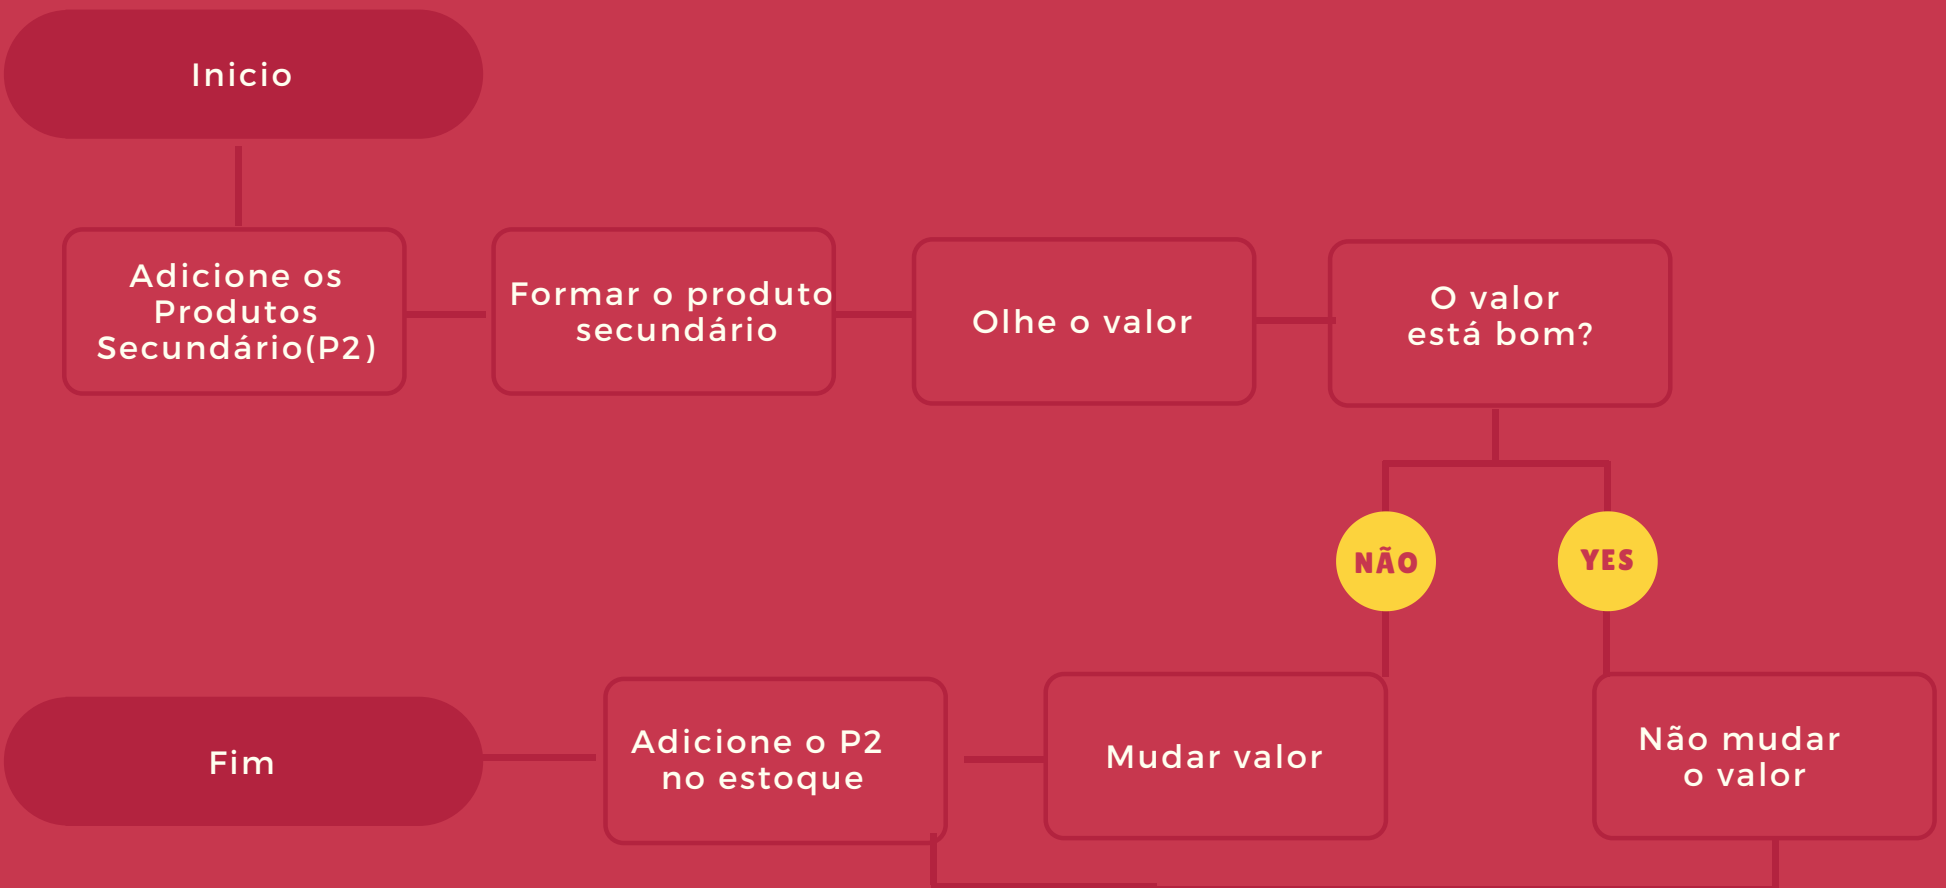 Inicio
Adicione os
Produtos
Secundário(P2)
Formar o produto
secundário
Olhe o valor
O valor
está bom?
NÃO
YES
Fim
Adicione o P2
no estoque
Mudar valor
Não mudar
o valor